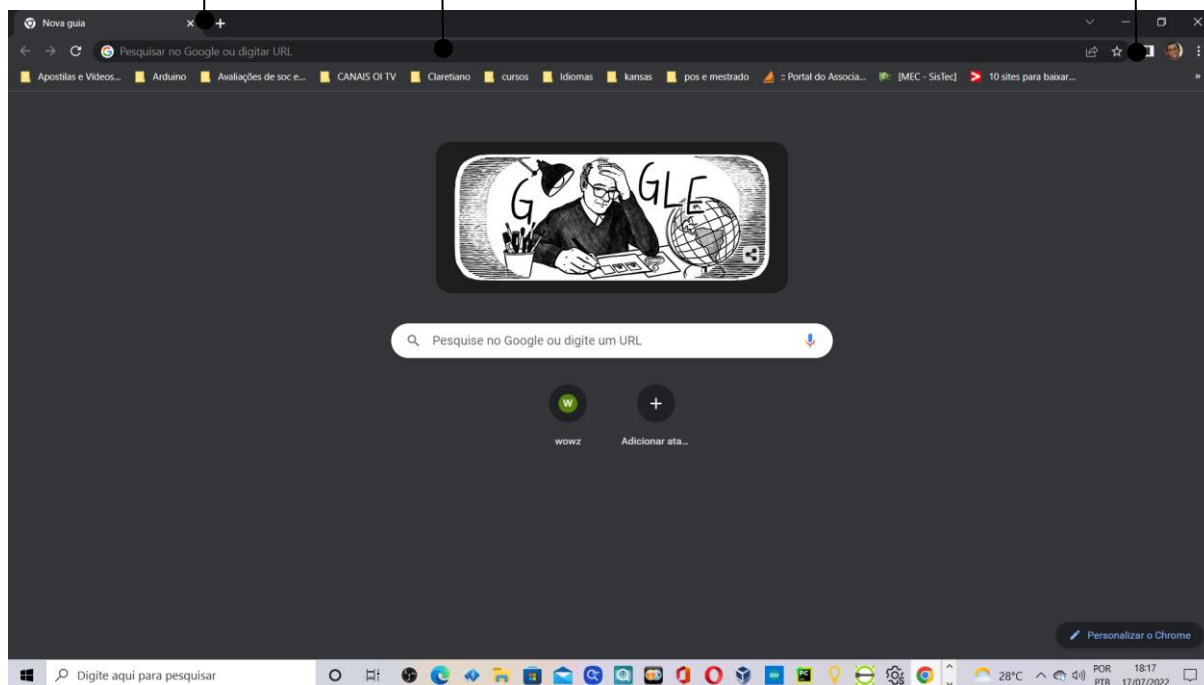 Nova guia
Pesquisar no Google ou digitar URL
Apostilas e Vídeos... Arduino Avaliações de soc e... CANAIS OI TV Claretiano cursos Idiomas kansas pos e mestrado :: Portal do Associa... [MEC - SisTec] 10 sites para baixar... »
G GLE
Pesquise no Google ou digite um URL
W
wowz Adicionar ata...
Personalizar o Chrome
Digite aqui para pesquisar 28°C POR 18:17
PTB 17/07/2022